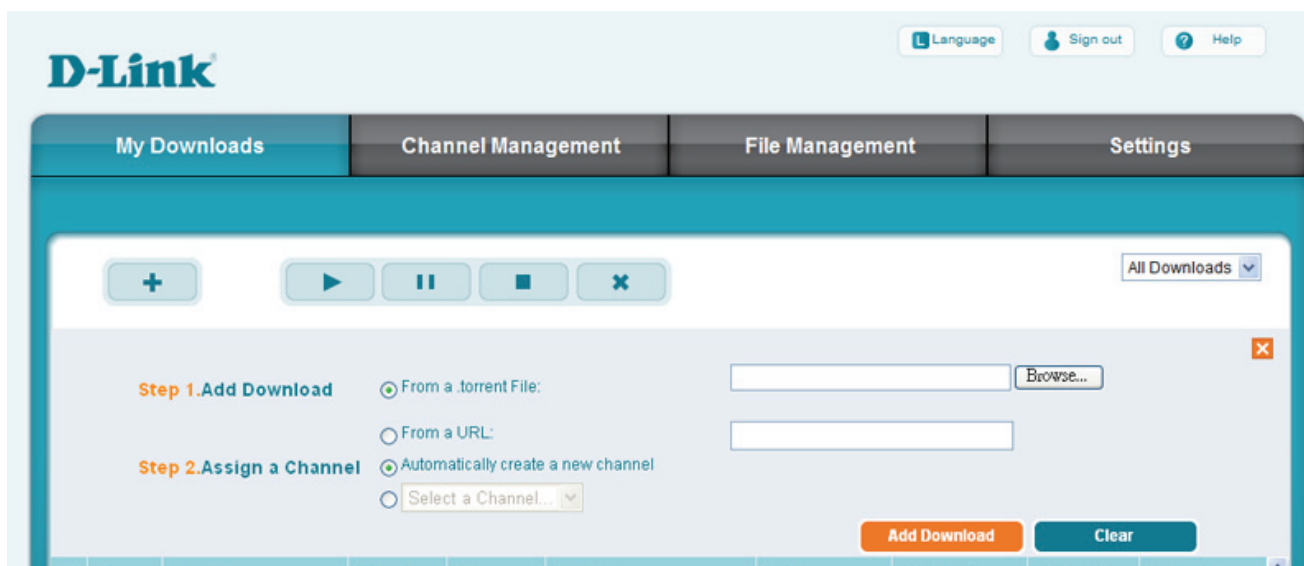 Language Sign out Help
D-Link
My Downloads Channel Management File Management Settings
All Downloads
Step 1.Add Download From a .torrent File: Browse...
From a URL:
Step 2.Assign a Channel Automatically create a new channel
Select a Channel...
Add Download Clear